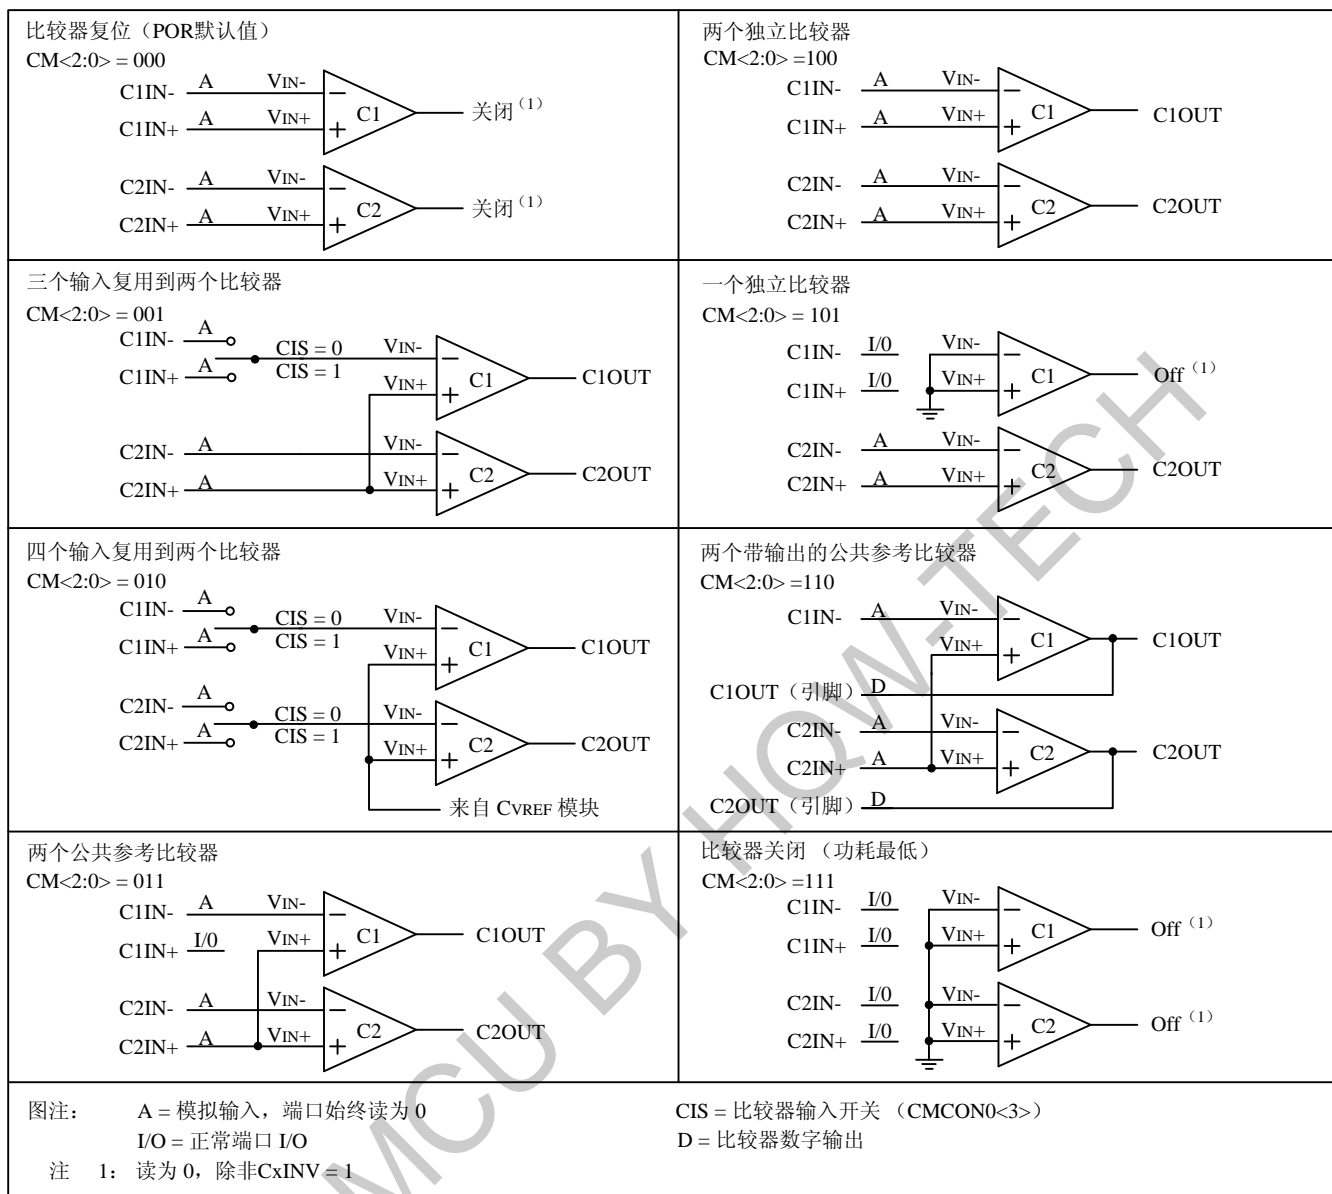 比较器复位（POR默认值）
CM<2:0> = 000
C1IN- A VIN-
C1 关闭（1）
C1IN+ A VIN+
C2IN- A VIN-
C2 关闭（1）
C2IN+ A VIN+
两个独立比较器
CM<2:0> =100
C1IN- A VIN-
C1 C1OUT
C1IN+ A VIN+
C2IN- A VIN-
C2 C2OUT
C2IN+ A VIN+
三个输入复用到两个比较器
CM<2:0> = 001
C1IN- A
CIS = 0 VIN-
A CIS = 1
C1IN+ VIN+ C1 C1OUT
C2IN- A VIN-
C2 C2OUT
C2IN+ A VIN+
一个独立比较器
CM<2:0> = 101
C1IN- I/0 VIN-
C1 Off（1）
C1IN+ I/0 VIN+
C2IN- A VIN-
C2 C2OUT
C2IN+ A VIN+
四个输入复用到两个比较器
CM<2:0> = 010
C1IN- A
CIS = 0 VIN-
A CIS = 1
C1IN+ VIN+ C1 C1OUT
C2IN- A
CIS = 0 VIN-
A CIS = 1
C2IN+ VIN+ C2 C2OUT
来自 CVREF 模块
两个带输出的公共参考比较器
CM<2:0> =110
C1IN- A VIN-
C1 C1OUT
VIN+
C1OUT（引脚） D
C2IN- A VIN-
C2 C2OUT
C2IN+ A VIN+
C2OUT（引脚） D
两个公共参考比较器
CM<2:0> = 011
C1IN- A VIN-
C1 C1OUT
C1IN+ I/0 VIN+
C2IN- A VIN-
C2 C2OUT
C2IN+ A VIN+
比较器关闭 （功耗最低）
CM<2:0> =111
C1IN- I/0 VIN-
C1 Off（1）
C1IN+ I/0 VIN+
C2IN- I/0 VIN-
C2 Off（1）
C2IN+ I/0 VIN+
图注： A = 模拟输入，端口始终读为 0 CIS = 比较器输入开关 （CMCON0<3>）
I/O = 正常端口 I/O D = 比较器数字输出
注 1： 读为 0，除非CxINV = 1
MCU BY HQW-TECH